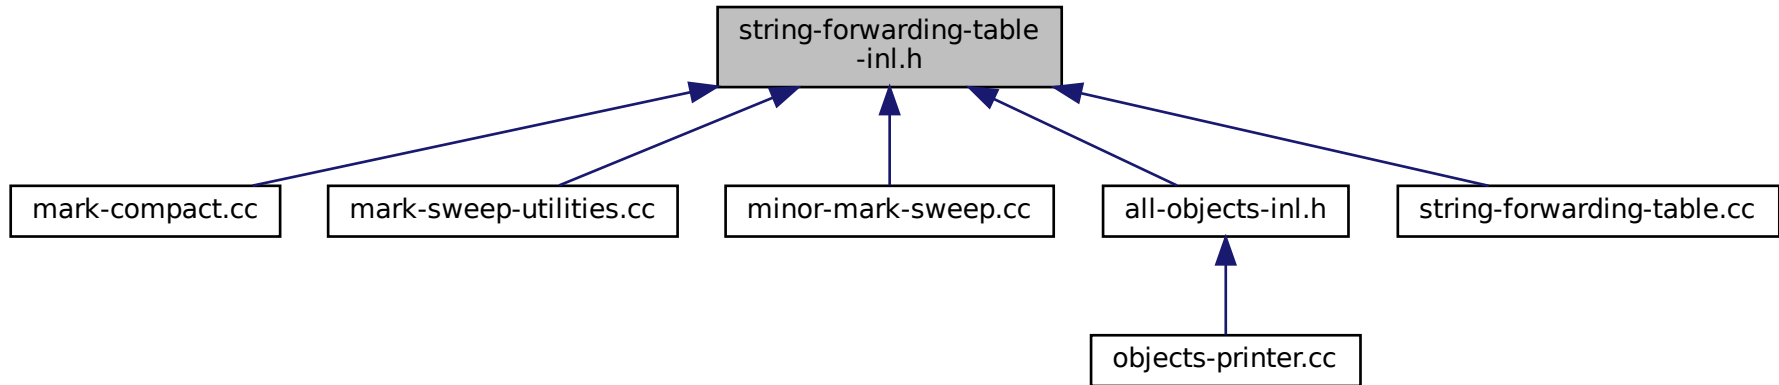 string-forwarding-table
-inl.h
mark-compact.cc
mark-sweep-utilities.cc
minor-mark-sweep.cc
all-objects-inl.h
string-forwarding-table.cc
objects-printer.cc